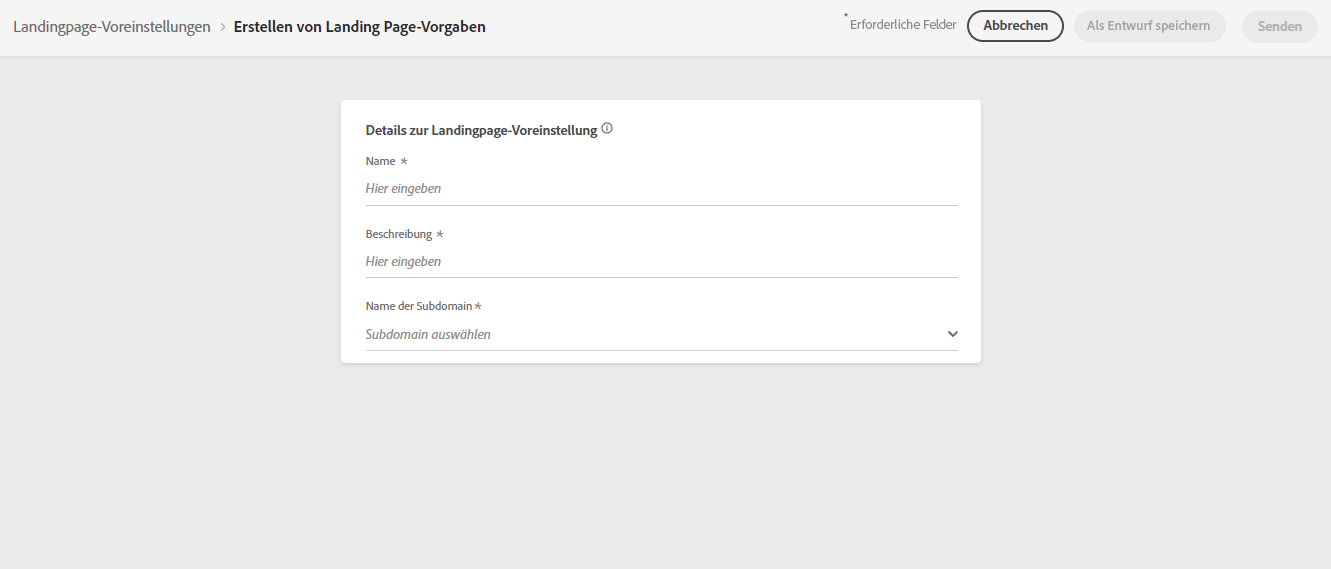 Landingpage-Voreinstellungen > Erstellen von Landing Page-Vorgaben
* Erforderliche Felder Abbrechen Als Entwurf speichern Senden
Details zur Landingpage-Voreinstellung
Name *
Hier eingeben
Beschreibung *
Hier eingeben
Name der Subdomain *
Subdomain auswählen